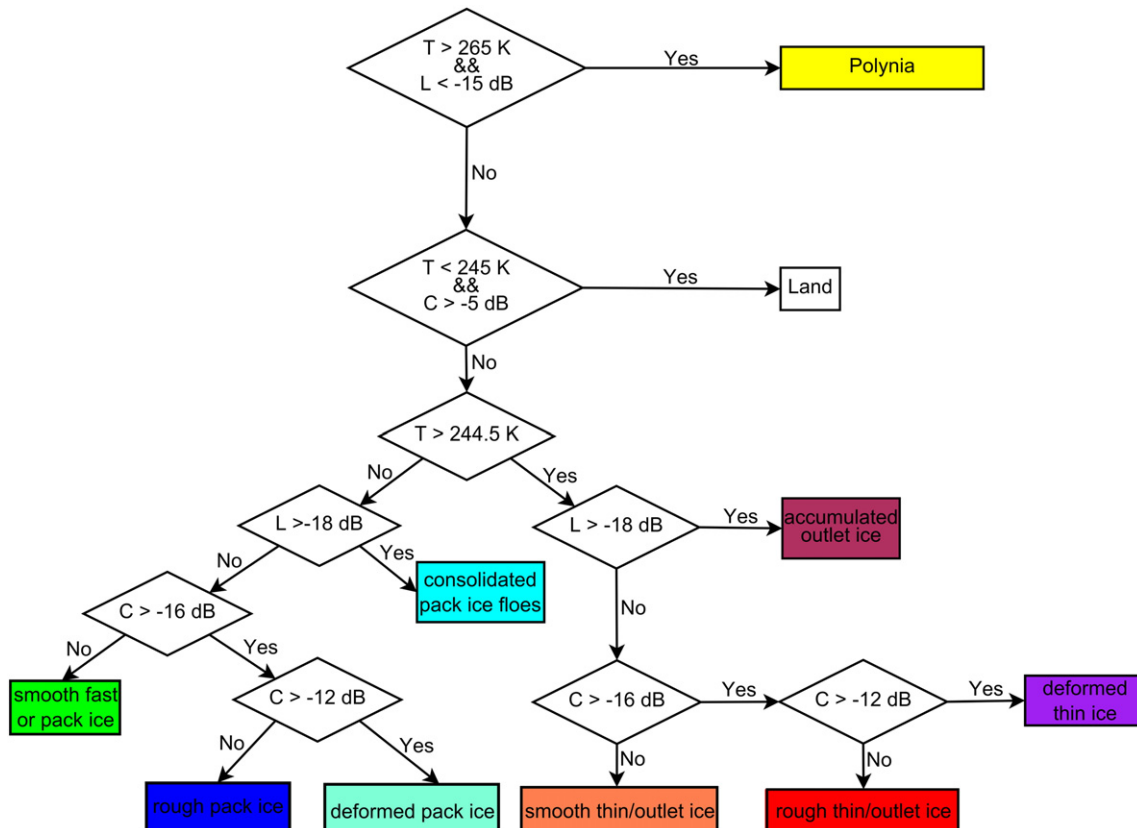 T > 265 K
&&
L < -15 dB
Yes
Polynia
No
T < 245 K
&&
C > -5 dB
Yes
Land
No
T > 244.5 K
No
Yes
L >-18 dB
L > -18 dB
Yes
accumulated
outlet ice
No
Yes
consolidated
pack ice floes
No
C > -16 dB
No
Yes
smooth fast
or pack ice
C > -12 dB
C > -16 dB
Yes
C > -12 dB
Yes
deformed
thin ice
No
Yes
No
No
rough pack ice
deformed pack ice
smooth thin/outlet ice
rough thin/outlet ice